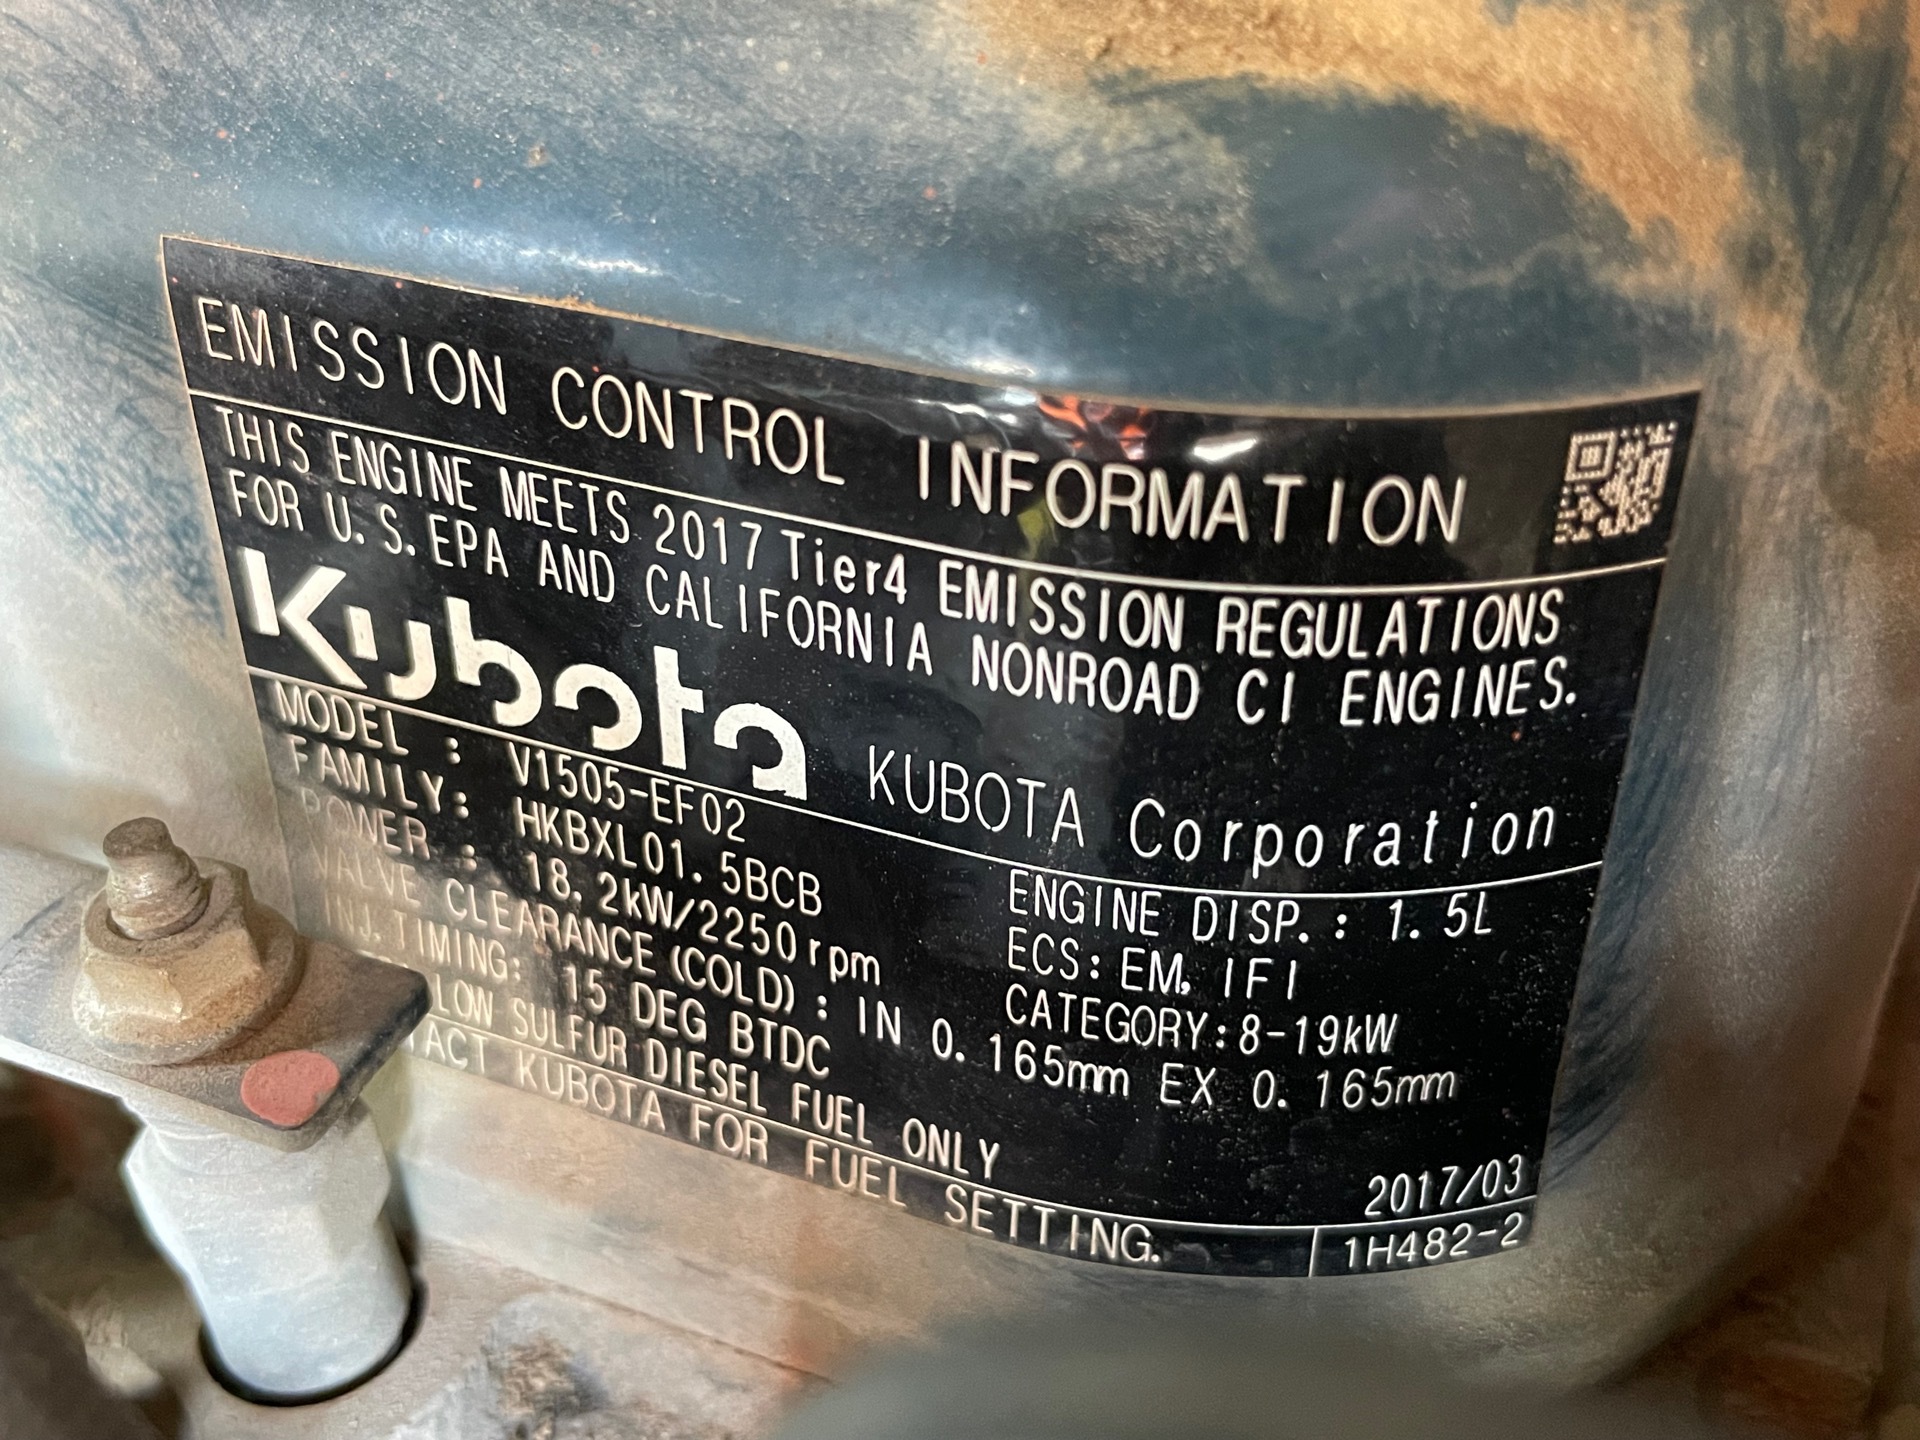 EMISSION CONTROL INFORMATION
THIS ENGINE MEETS 2017 Tier4 EMISSION REGULATIONS
FOR U.S. EPA AND CALIFORNIA NONROAD CI ENGINES.
Kubota KUBOTA Corporation
MODEL : V1505-EF02
FAMILY: HKBXL01.5BCB
POWER : 18.2kW/2250rpm
ENGINE DISP.: 1.5L
ECS: EM, IFI
CATEGORY:8-19kW
VALVE CLEARANCE (COLD): IN 0.165mm EX 0.165mm
INJ. TIMING: 15 DEG BTDC
LOW SULFUR DIESEL FUEL ONLY
2017/03
KUBOTA FOR FUEL SETTING.
1H482-2